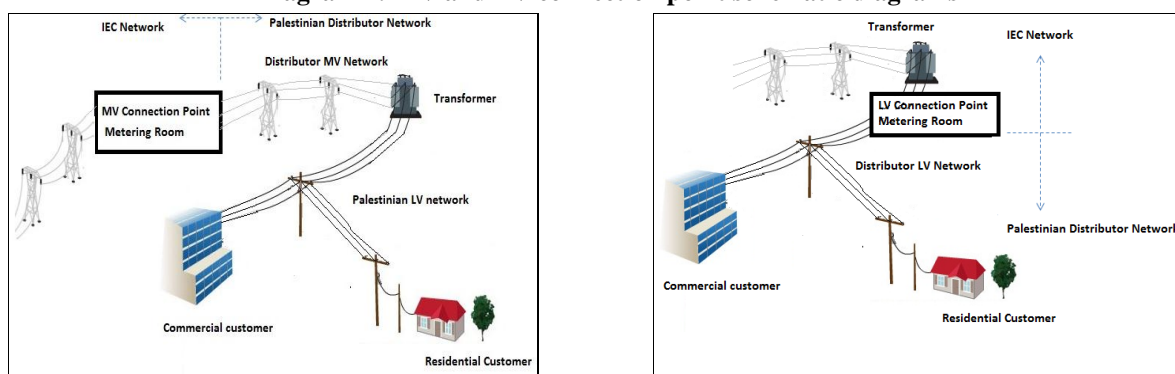 IEC Network
Palestinian Distributor Network
Distributor MV Network
Transformer
MV Connection Point
Metering Room
Palestinian LV network
Commercial customer
Residential Customer
Transformer
IEC Network
LV Connection Point
Metering Room
Distributor LV Network
Palestinian Distributor Network
Commercial customer
Residential Customer